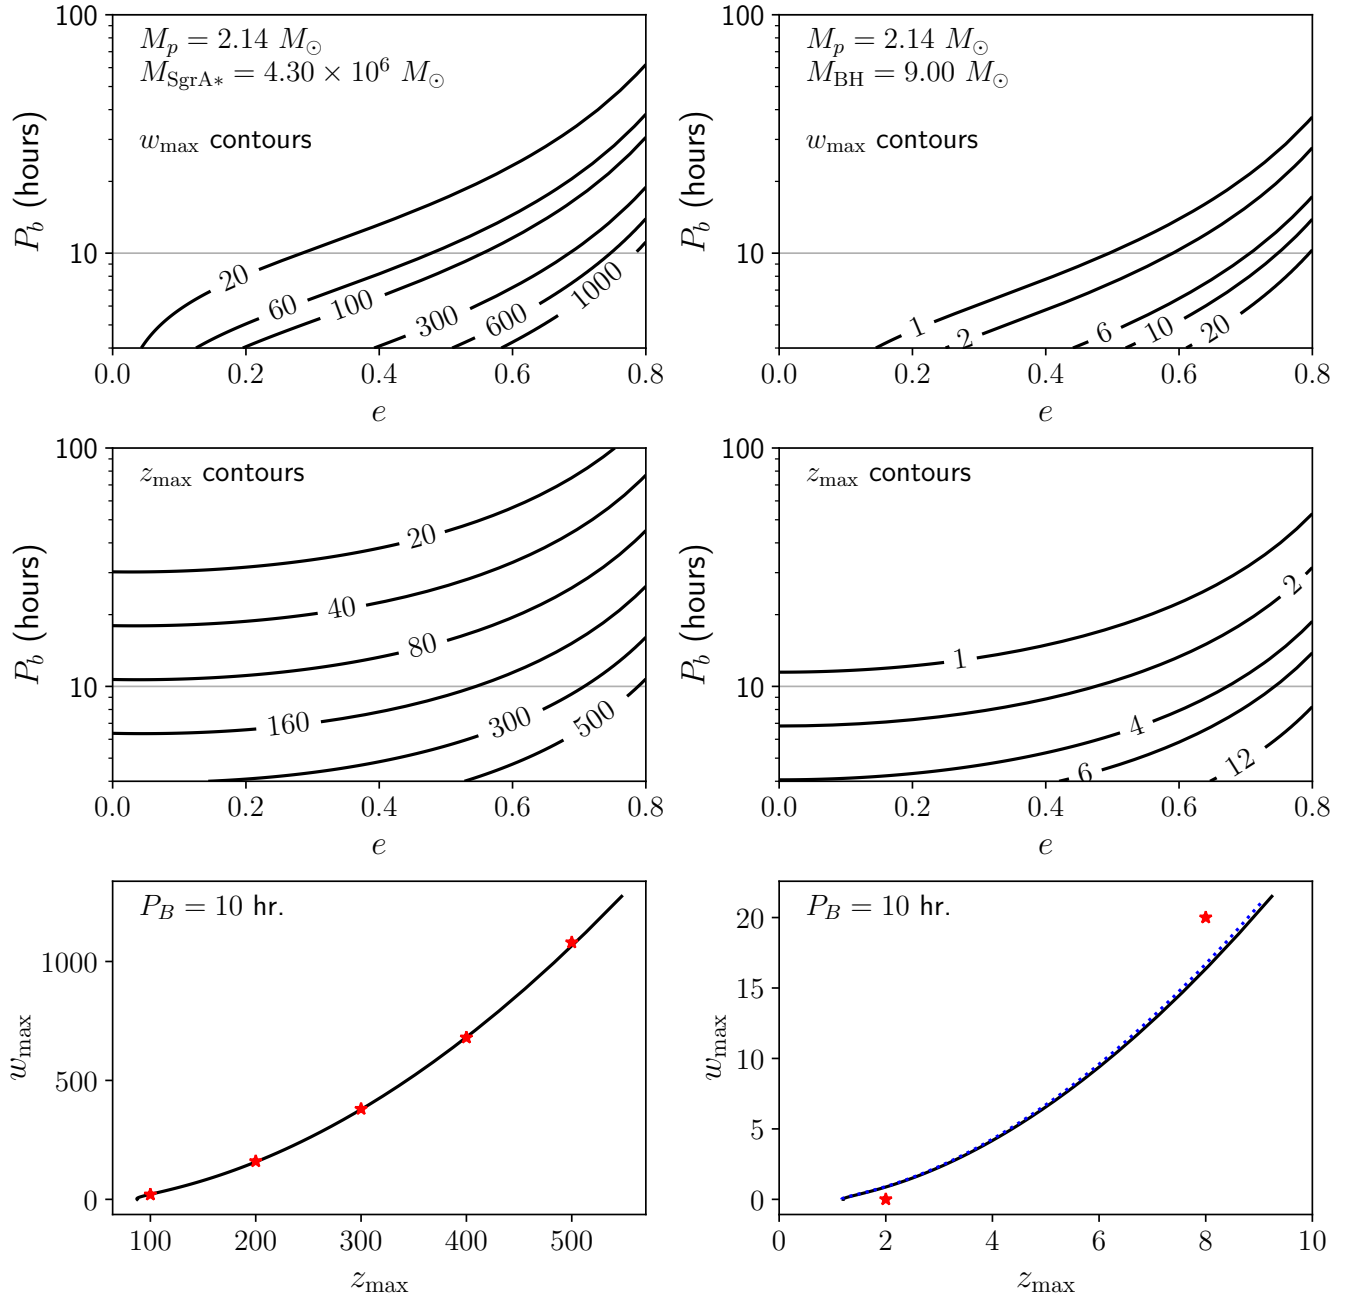 M_p = 2.14 M_⊙
M_SgrA* = 4.30 × 10^6 M_⊙
w_max contours
P_b (hours)
100
10
20
60
100
300
600
1000
0.0 0.2 0.4 0.6 0.8
e
M_p = 2.14 M_⊙
M_BH = 9.00 M_⊙
w_max contours
P_b (hours)
100
10
1
2
6
10
20
0.0 0.2 0.4 0.6 0.8
e
z_max contours
P_b (hours)
100
10
20
40
80
160
300
500
0.0 0.2 0.4 0.6 0.8
e
z_max contours
P_b (hours)
100
10
1
2
4
6
12
0.0 0.2 0.4 0.6 0.8
e
P_B = 10 hr.
w_max
1000
500
0
100 200 300 400 500
z_max
P_B = 10 hr.
w_max
20
15
10
5
0
0 2 4 6 8 10
z_max